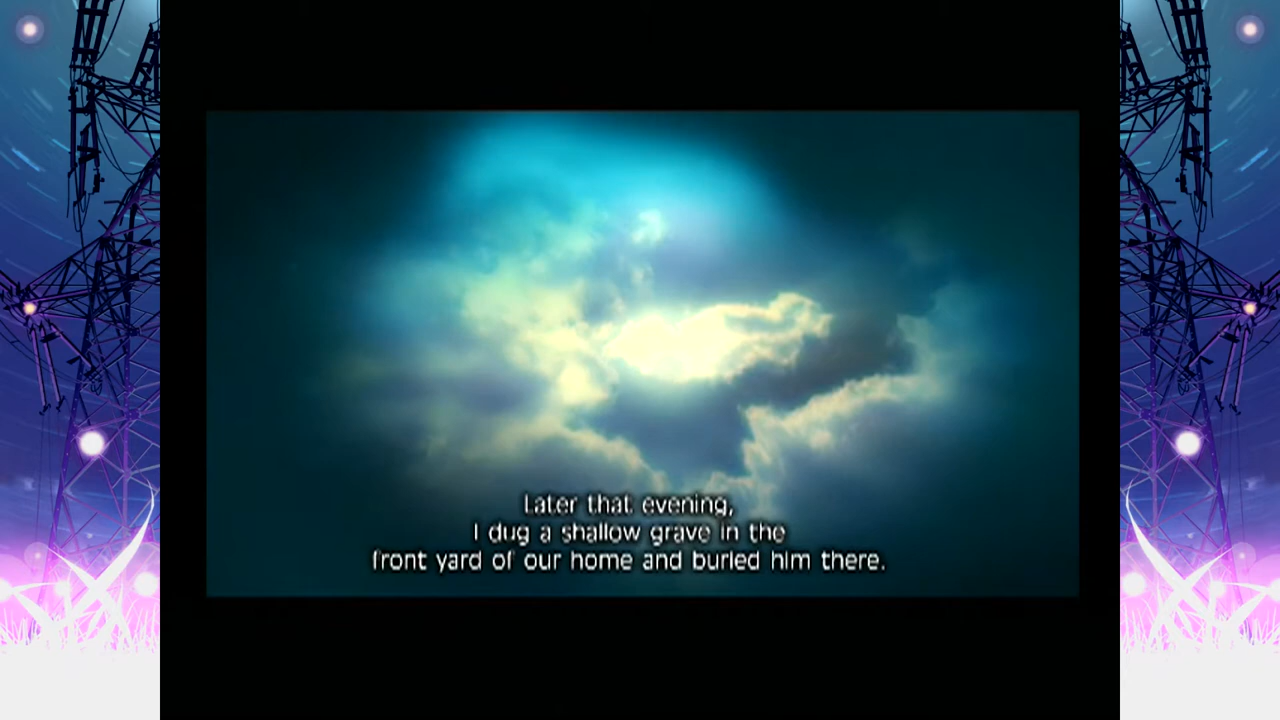 Later that evening,
I dug a shallow grave in the
front yard of our home and buried him there.